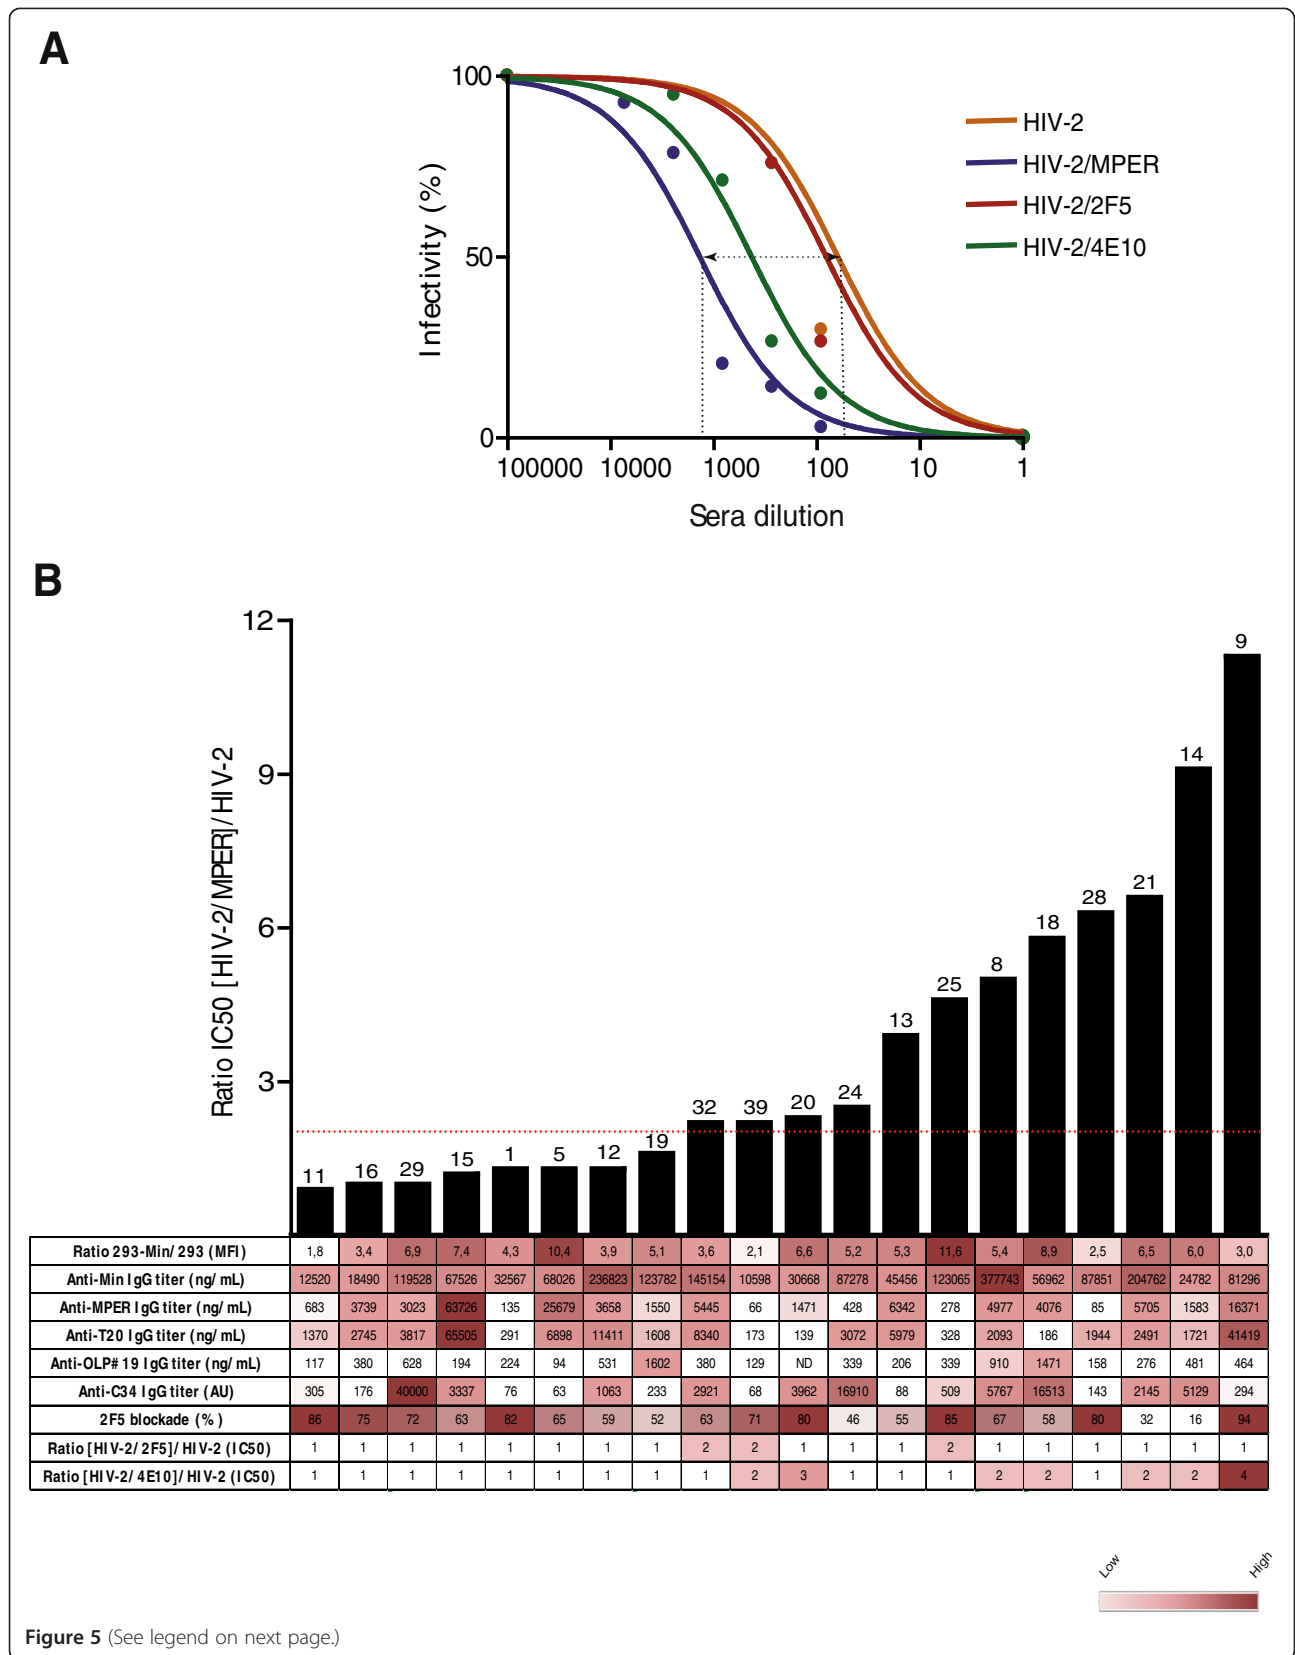 A
100
50
0
Infectivity (%)
100000 10000 1000 100 10 1
Sera dilution
HIV-2
HIV-2/MPER
HIV-2/2F5
HIV-2/4E10
B
12
9
6
3
Ratio IC50 [HIV-2/MPER]/HIV-2
11 16 29 15 1 5 12 19 32 39 20 24 13 25 8 18 28 21 14 9
Ratio 293-Min/293 (MFI) 1,8 3,4 6,9 7,4 4,3 10,4 3,9 5,1 3,6 2,1 6,6 5,2 5,3 11,6 5,4 8,9 2,5 6,5 6,0 3,0
Anti-Min IgG titer (ng/mL) 12520 18490 119528 67526 32567 68026 236823 123782 145154 10598 30668 87278 45456 123065 377743 56962 87851 204762 24782 81296
Anti-MPER IgG titer (ng/mL) 683 3739 3023 63726 135 25679 3658 1550 5445 66 1471 428 6342 278 4977 4076 85 5705 1583 16371
Anti-T20 IgG titer (ng/mL) 1370 2745 3817 65505 291 6898 11411 1608 8340 173 139 3072 5979 328 2093 186 1944 2491 1721 41419
Anti-OLP#19 IgG titer (ng/mL) 117 380 628 194 224 94 531 1602 380 129 ND 339 206 339 910 1471 158 276 481 464
Anti-C34 IgG titer (AU) 305 176 40000 3337 76 63 1063 233 2921 68 3962 16910 88 509 5767 16513 143 2145 5129 294
2F5 blockade (%) 86 75 72 63 82 65 59 52 63 71 80 46 55 85 67 58 80 32 16 94
Ratio [HIV-2/2F5]/HIV-2 (IC50) 1 1 1 1 1 1 1 1 2 2 1 1 1 2 1 1 1 1 1 1
Ratio [HIV-2/4E10]/HIV-2 (IC50) 1 1 1 1 1 1 1 1 1 2 3 1 1 1 2 2 1 2 2 4
Low High
Figure 5 (See legend on next page.)